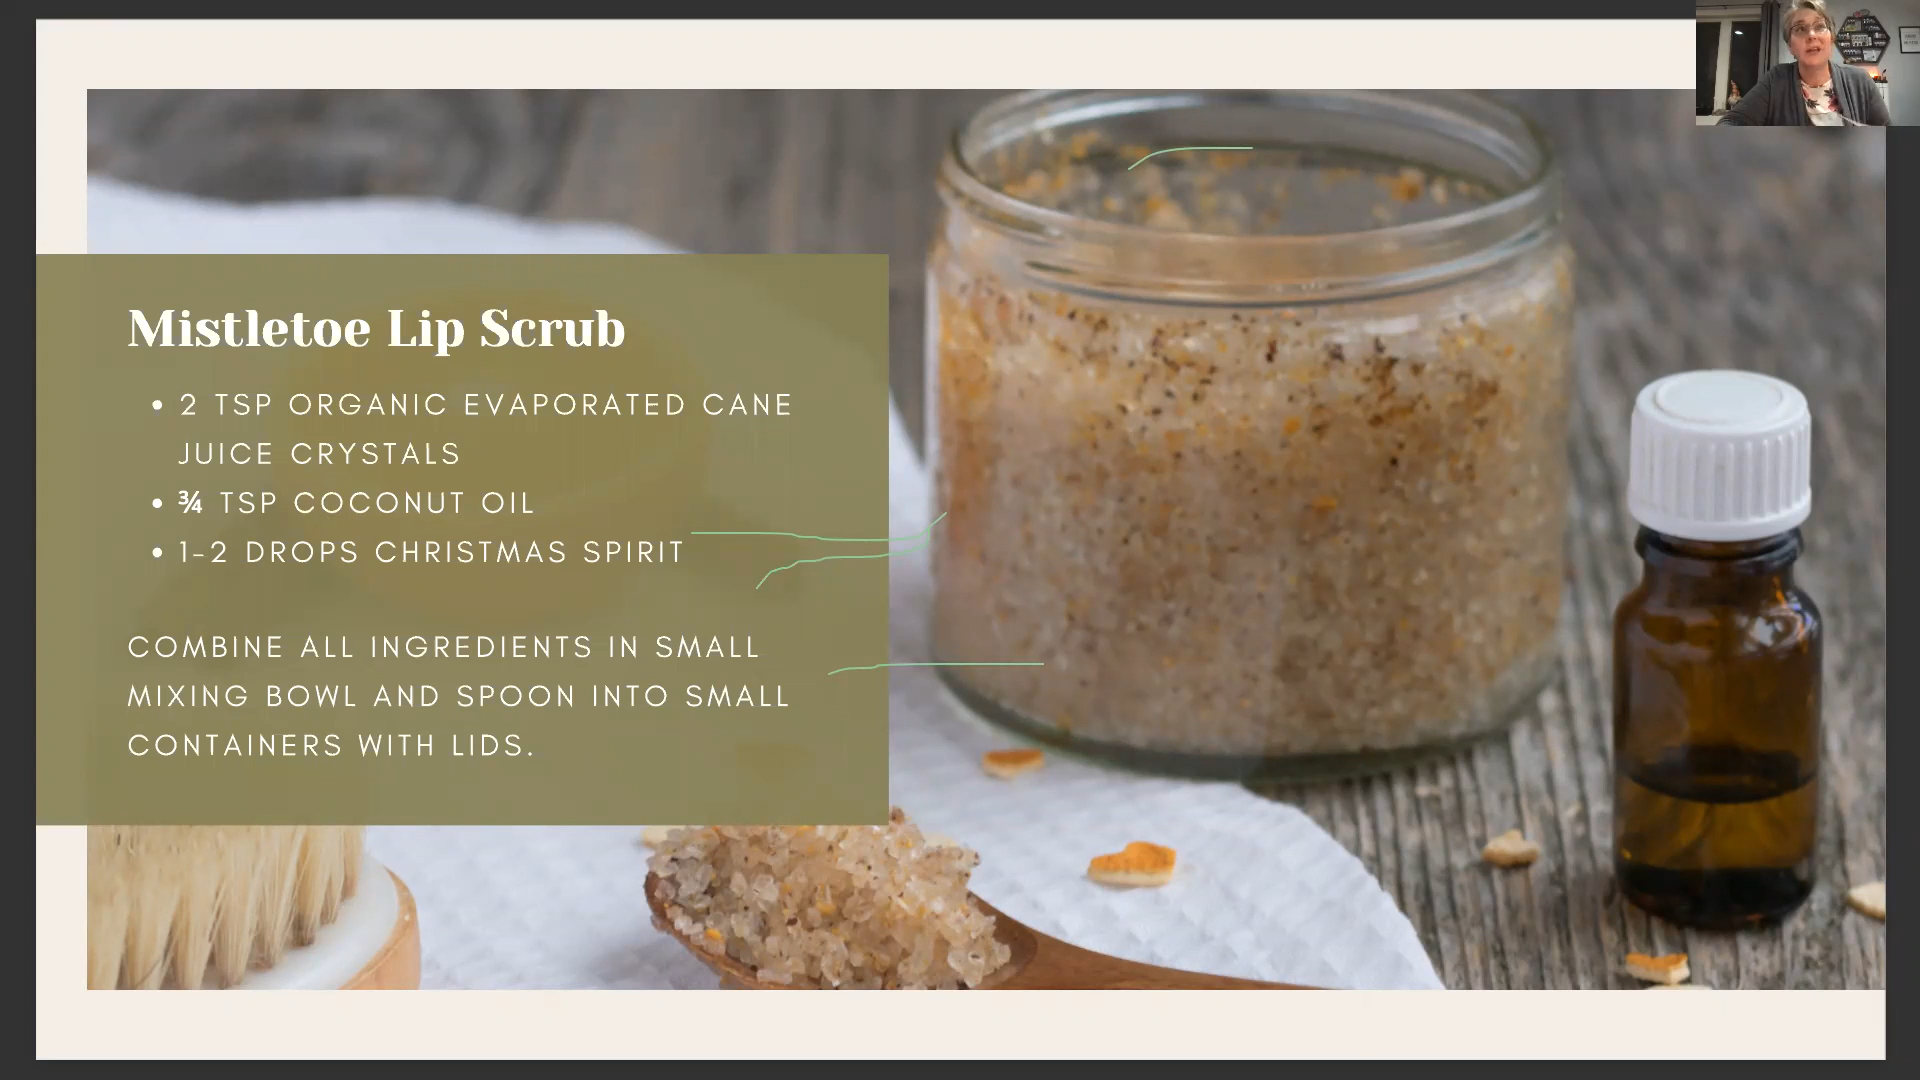 Mistletoe Lip Scrub
• 2 TSP ORGANIC EVAPORATED CANE
JUICE CRYSTALS
• ¾ TSP COCONUT OIL
• 1-2 DROPS CHRISTMAS SPIRIT
COMBINE ALL INGREDIENTS IN SMALL
MIXING BOWL AND SPOON INTO SMALL
CONTAINERS WITH LIDS.